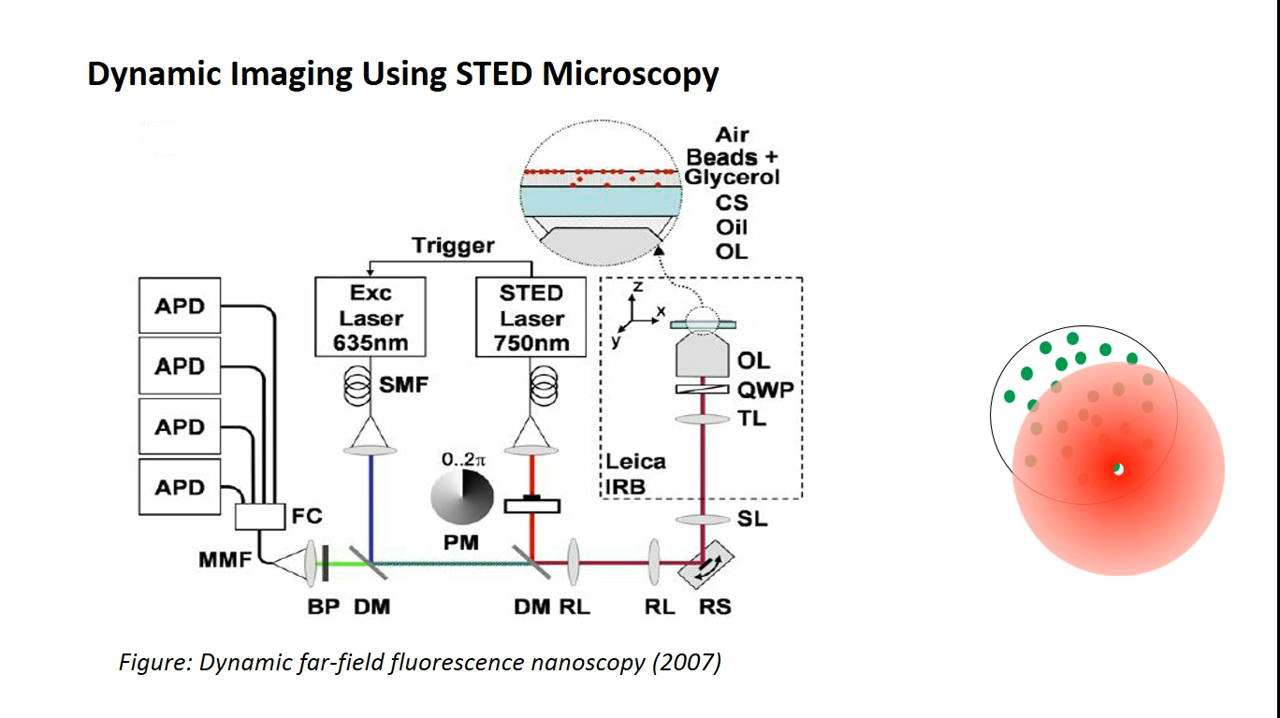 Dynamic Imaging Using STED Microscopy
Air
Beads +
Glycerol
CS
Oil
OL
Trigger
APD
APD
APD
APD
Exc
Laser
635nm
STED
Laser
750nm
SMF
z
x
y
OL
QWP
TL
Leica
IRB
0..2π
PM
FC
MMF
SL
BP
DM
DM
RL
RL
RS
Figure: Dynamic far-field fluorescence nanoscopy (2007)